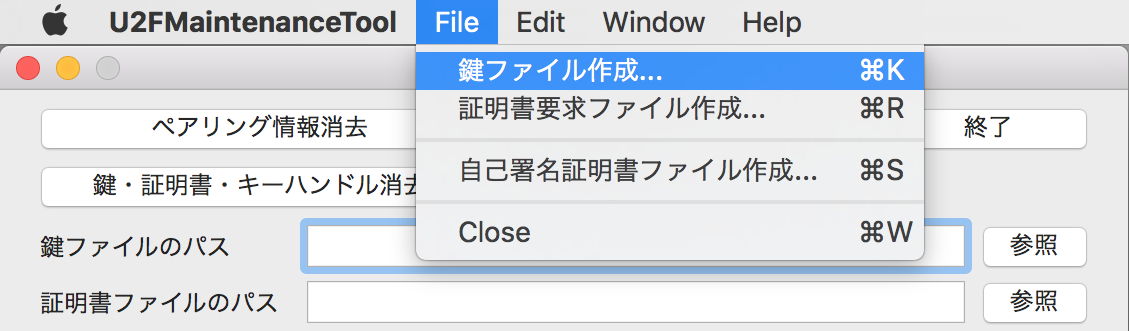 U2FMaintenanceTool File Edit Window Help
鍵ファイル作成... ⌘K
証明書要求ファイル作成... ⌘R
ペアリング情報消去 終了
自己署名証明書ファイル作成... ⌘S
鍵・証明書・キーハンドル消去
Close ⌘W
鍵ファイルのパス 参照
証明書ファイルのパス 参照